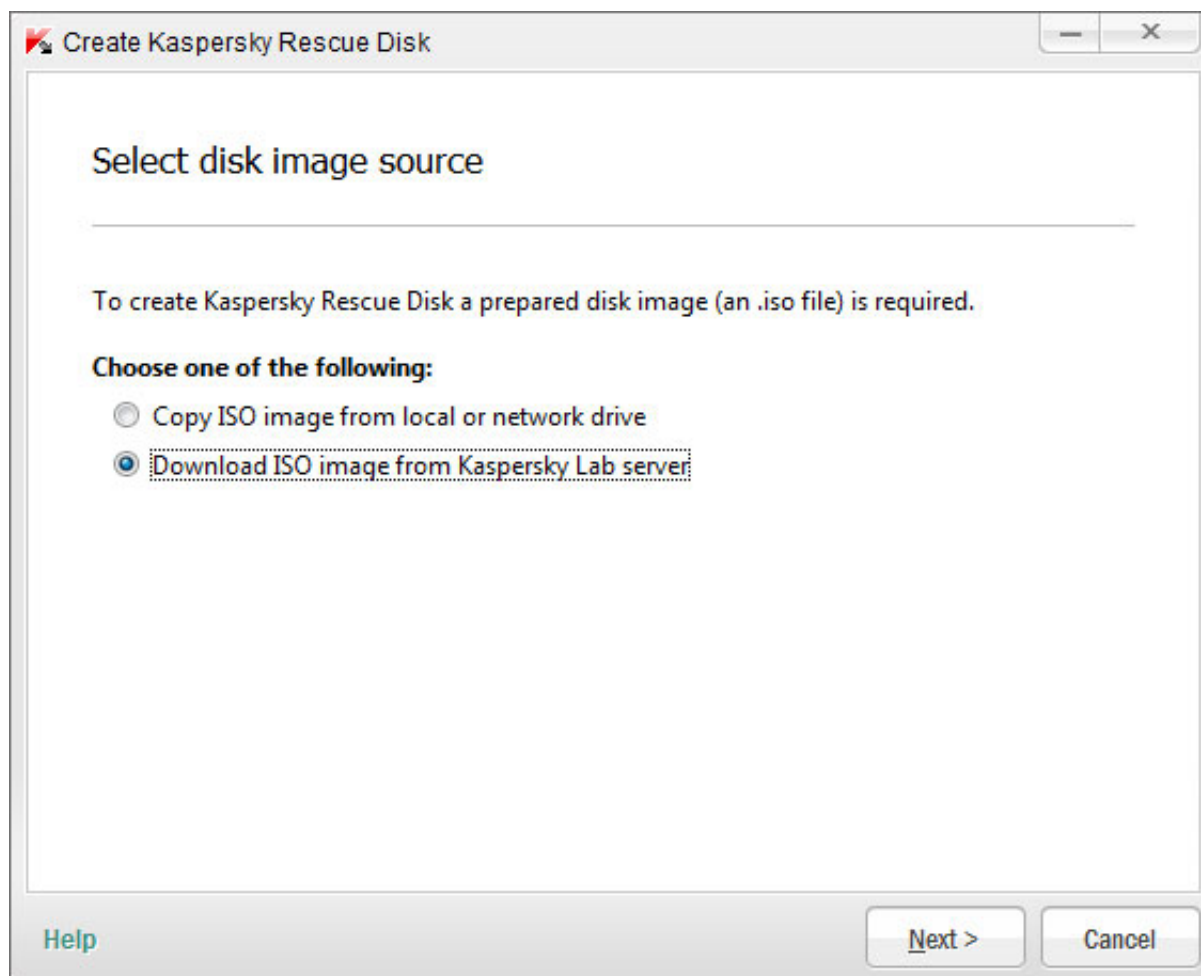 Create Kaspersky Rescue Disk
Select disk image source
To create Kaspersky Rescue Disk a prepared disk image (an .iso file) is required.
Choose one of the following:
Copy ISO image from local or network drive
Download ISO image from Kaspersky Lab server
Help
Next >
Cancel